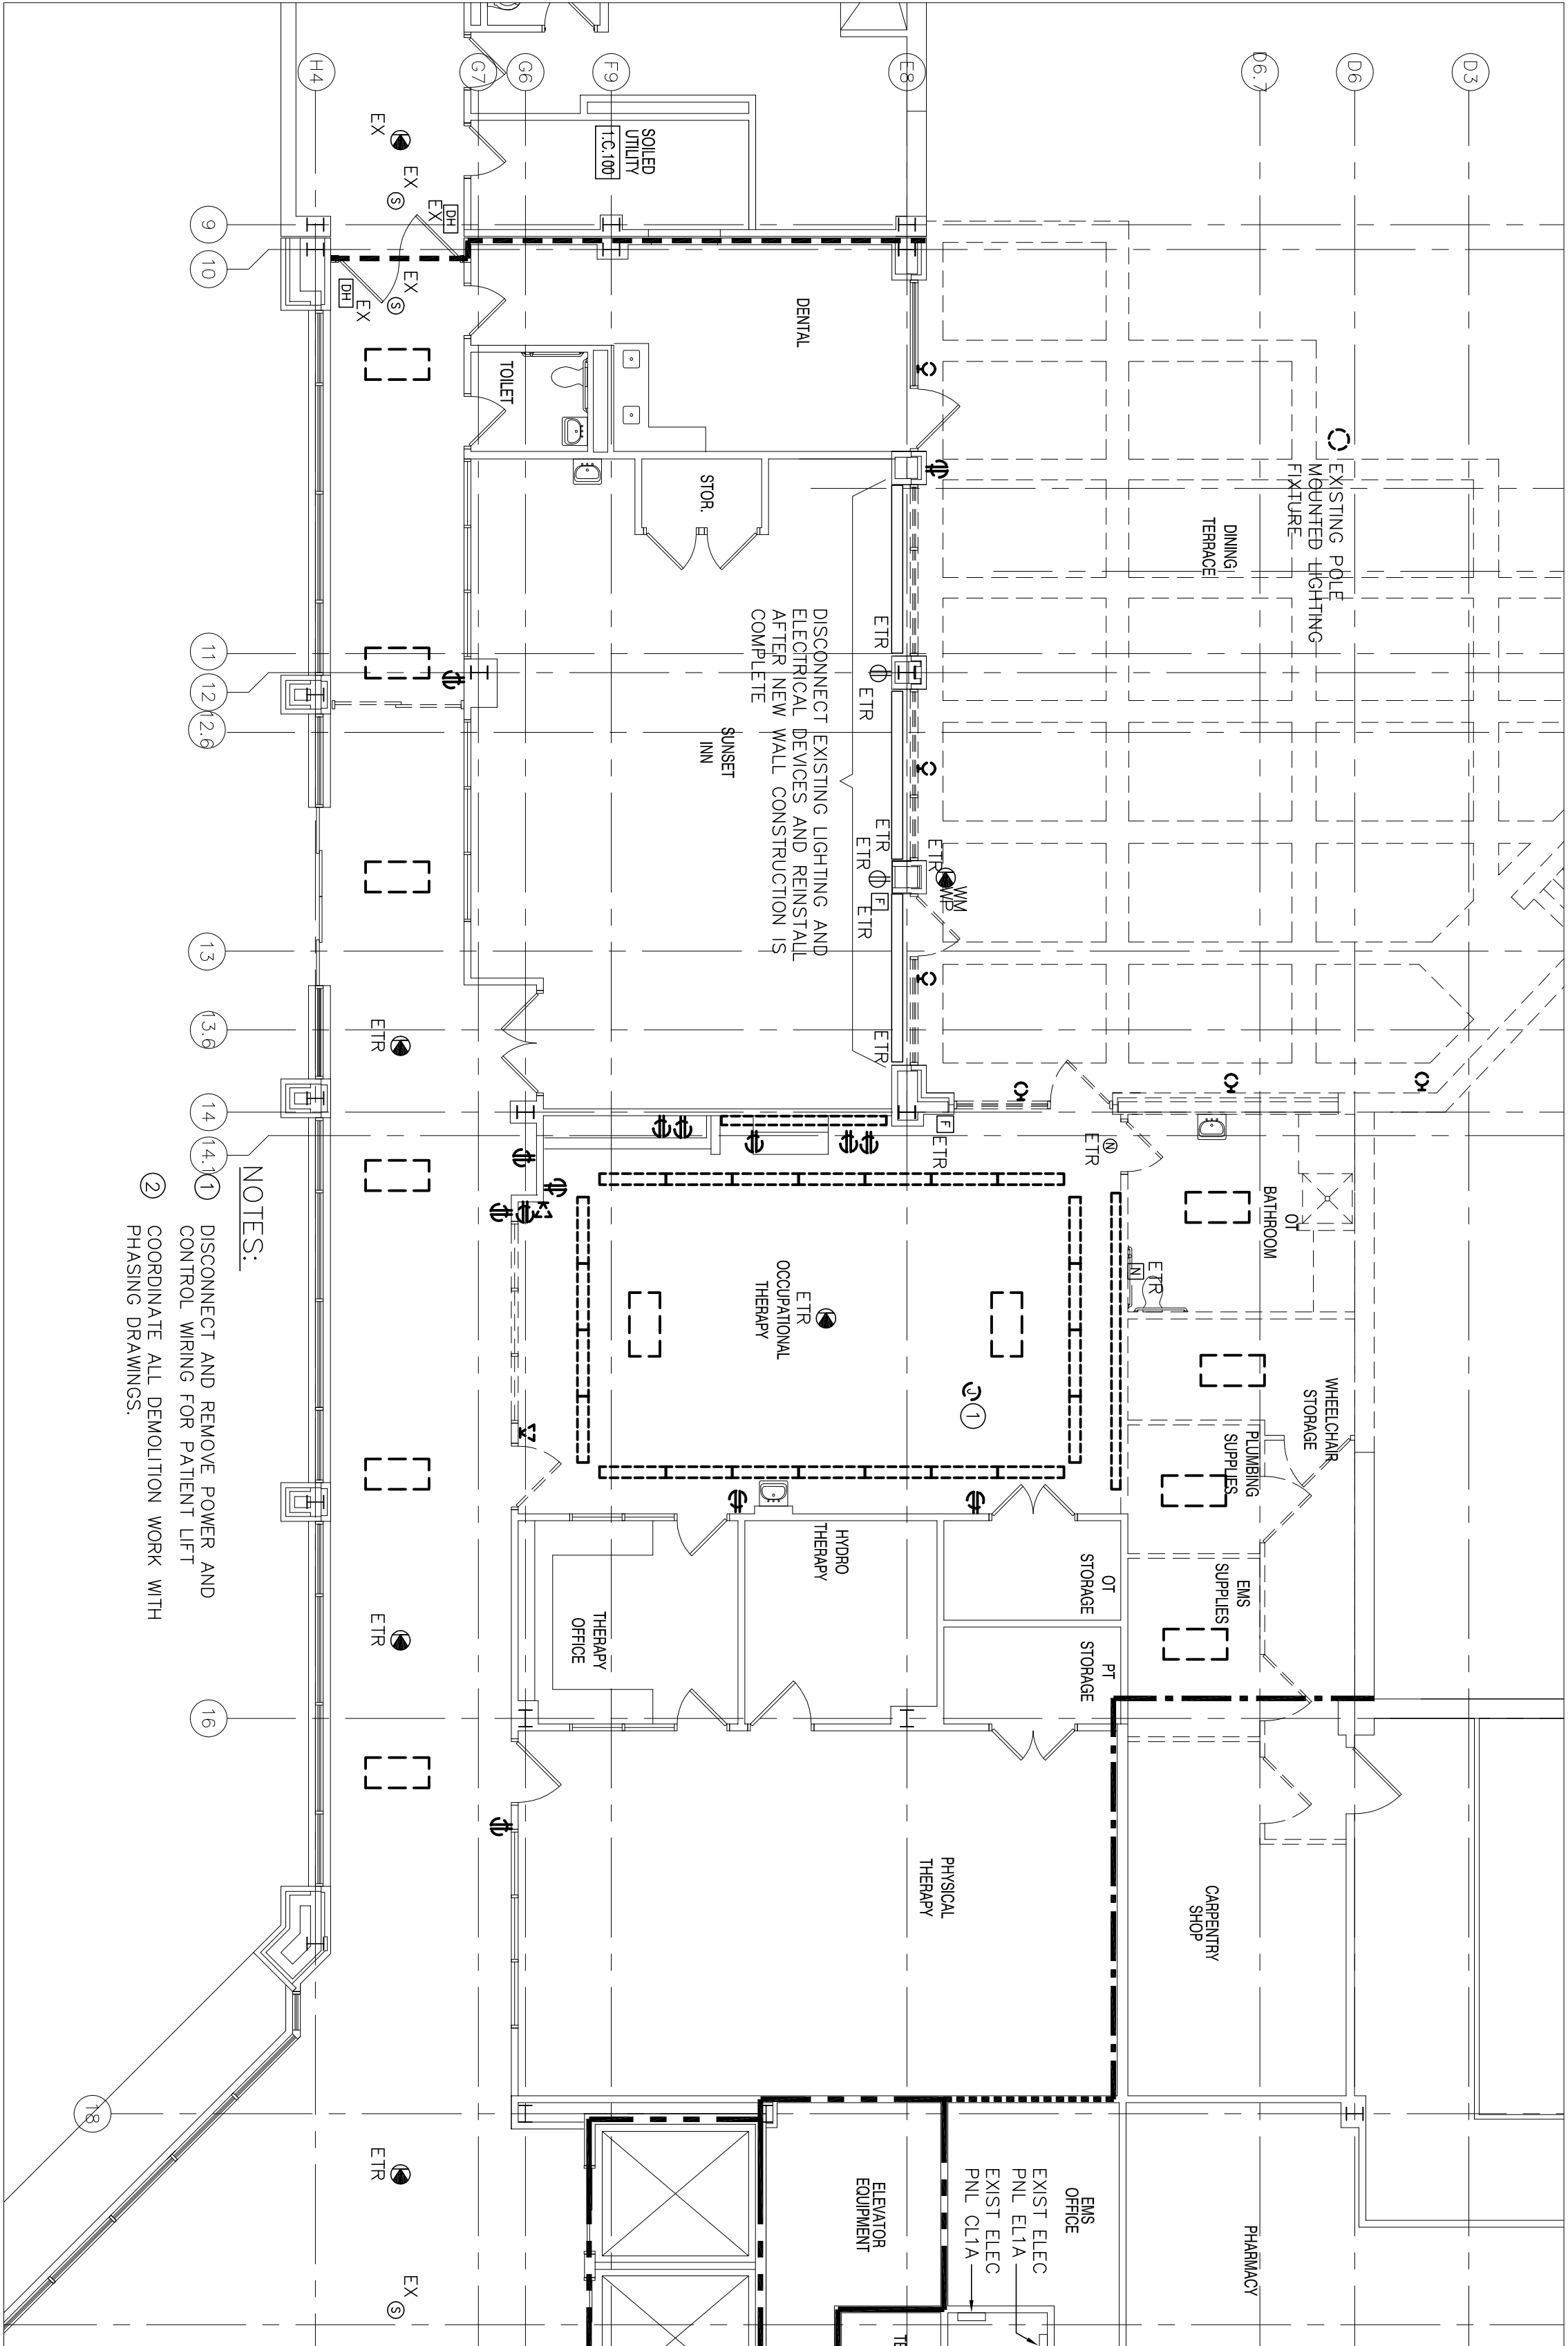 H4
G7
G6
F9
E8
D6.7
D6
D3
EX
EX
EX
DH
S
SOILED
UTILITY
1.C.100
9
10
EX
S
DH
EX
DENTAL
TOILET
STOR.
EXISTING POLE
MOUNTED LIGHTING
FIXTURE
DINING
TERRACE
DISCONNECT EXISTING LIGHTING AND
ELECTRICAL DEVICES AND REINSTALL
AFTER NEW WALL CONSTRUCTION IS
COMPLETE
ETR
ETR
ETR
ETR
ETR
ETR
ETR
F
WM
WP
SUNSET
INN
11
12
12.6
13
13.6
14
14.1
ETR
F
ETR
N
ETR
OT
BATHROOM
N
ETR
WHEELCHAIR
STORAGE
PLUMBING
SUPPLIES
EMS
SUPPLIES
ETR
OCCUPATIONAL
THERAPY
J
1
HYDRO
THERAPY
OT
STORAGE
PT
STORAGE
THERAPY
OFFICE
ETR
16
PHYSICAL
THERAPY
CARPENTRY
SHOP
NOTES:
1 DISCONNECT AND REMOVE POWER AND
CONTROL WIRING FOR PATIENT LIFT
2 COORDINATE ALL DEMOLITION WORK WITH
PHASING DRAWINGS.
18
ETR
EX
S
ELEVATOR
EQUIPMENT
EMS
OFFICE
EXIST ELEC
PNL EL1A
EXIST ELEC
PNL CL1A
PHARMACY
TE